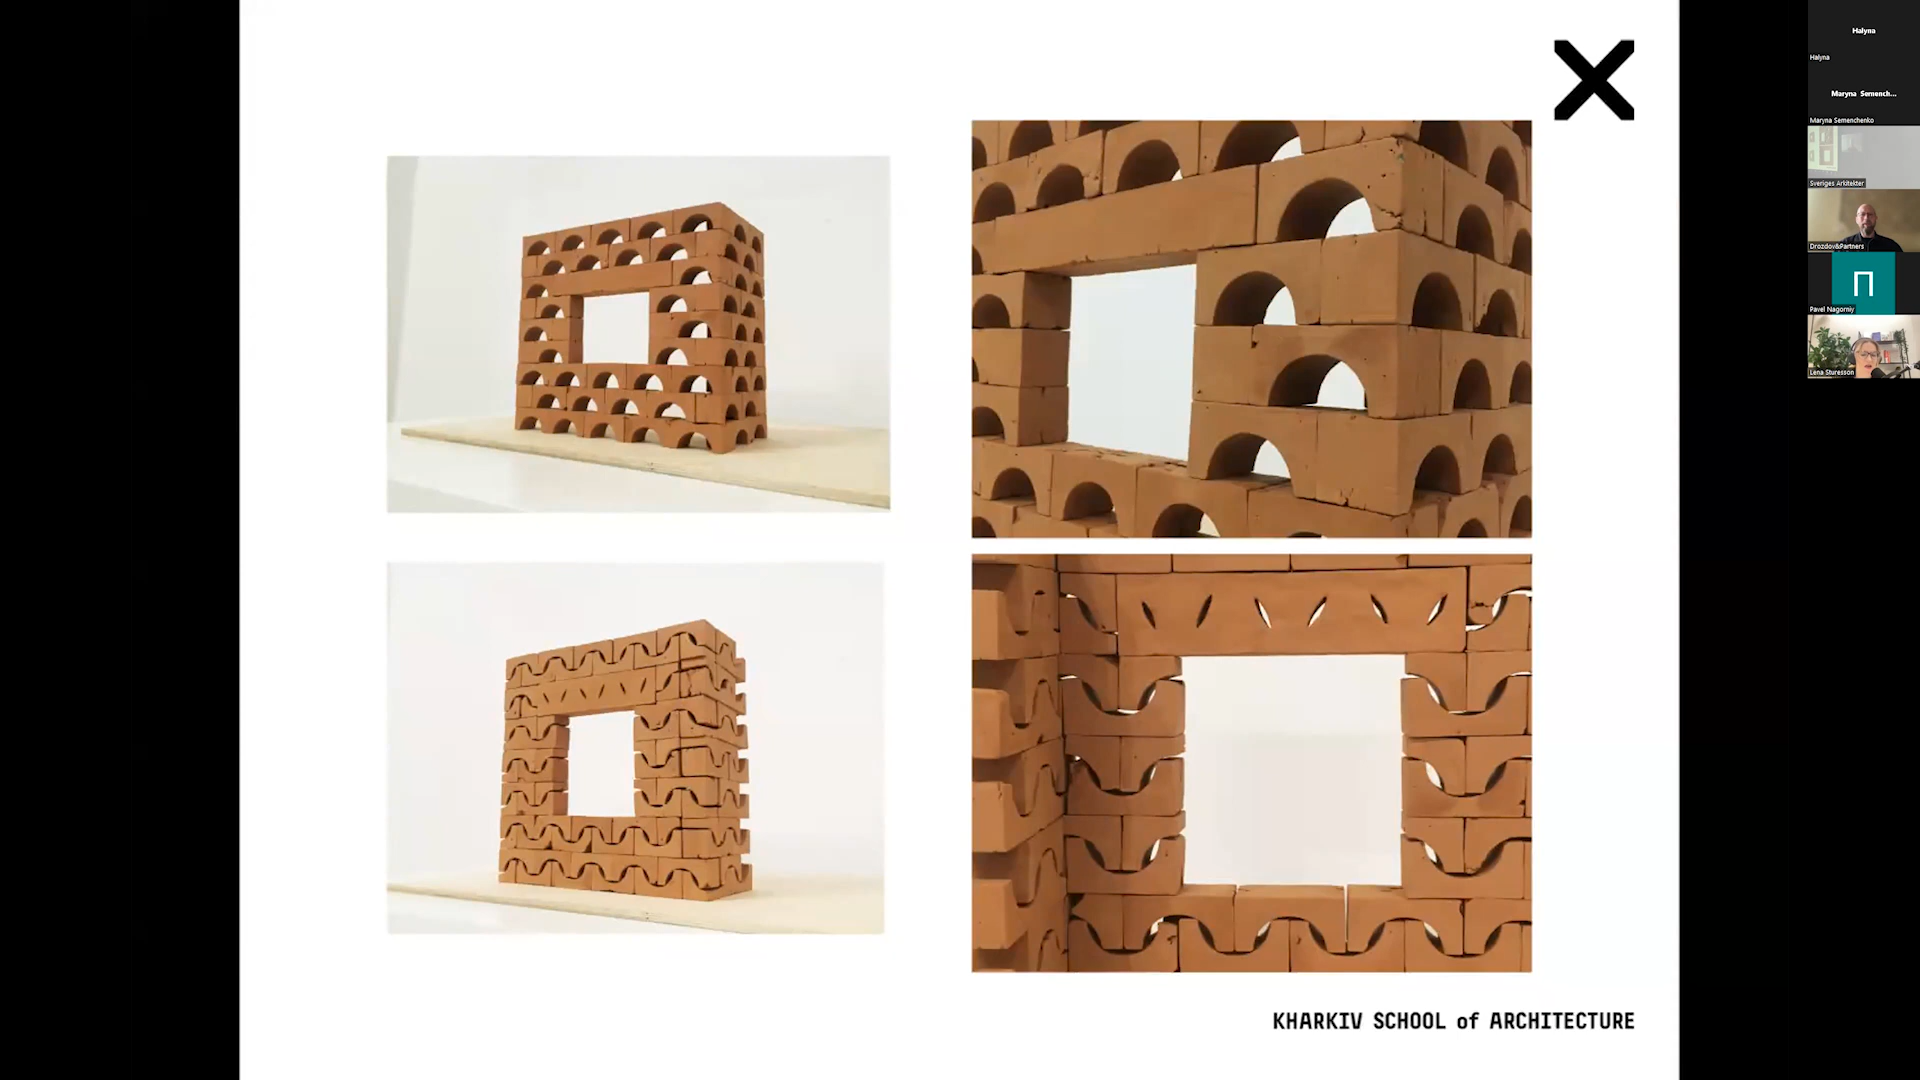 KHARKIV SCHOOL of ARCHITECTURE
Halyna
Halyna
Maryna Semench...
Maryna Semenchenko
Sveriges Arkitekter
Drozdov&Partners
П
Pavel Nagorniy
Lena Sturesson